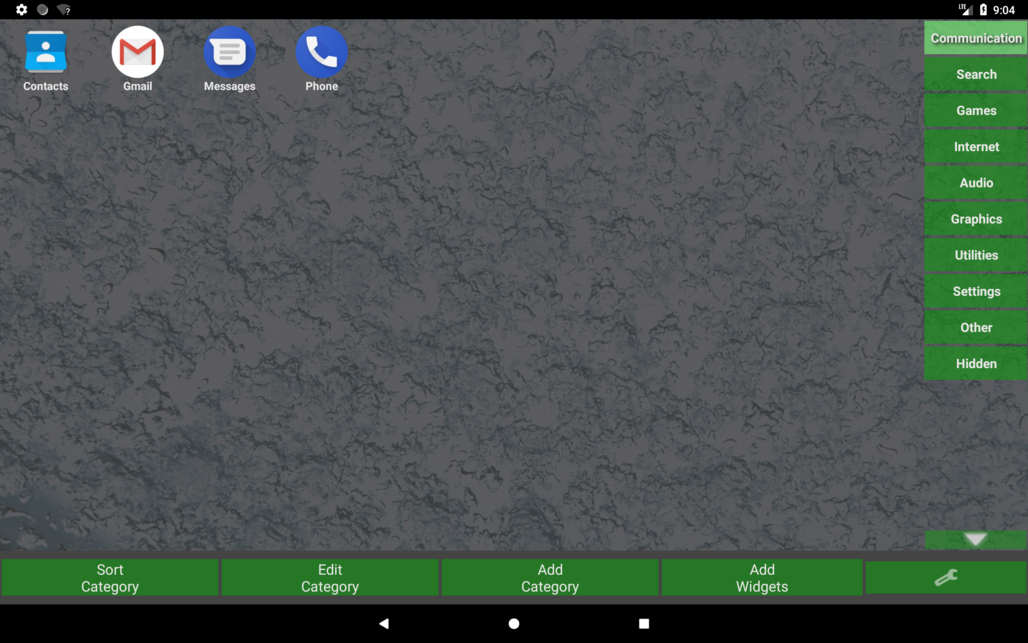 LTE 9:04
Contacts
Gmail
Messages
Phone
Communication
Search
Games
Internet
Audio
Graphics
Utilities
Settings
Other
Hidden
Sort
Category
Edit
Category
Add
Category
Add
Widgets